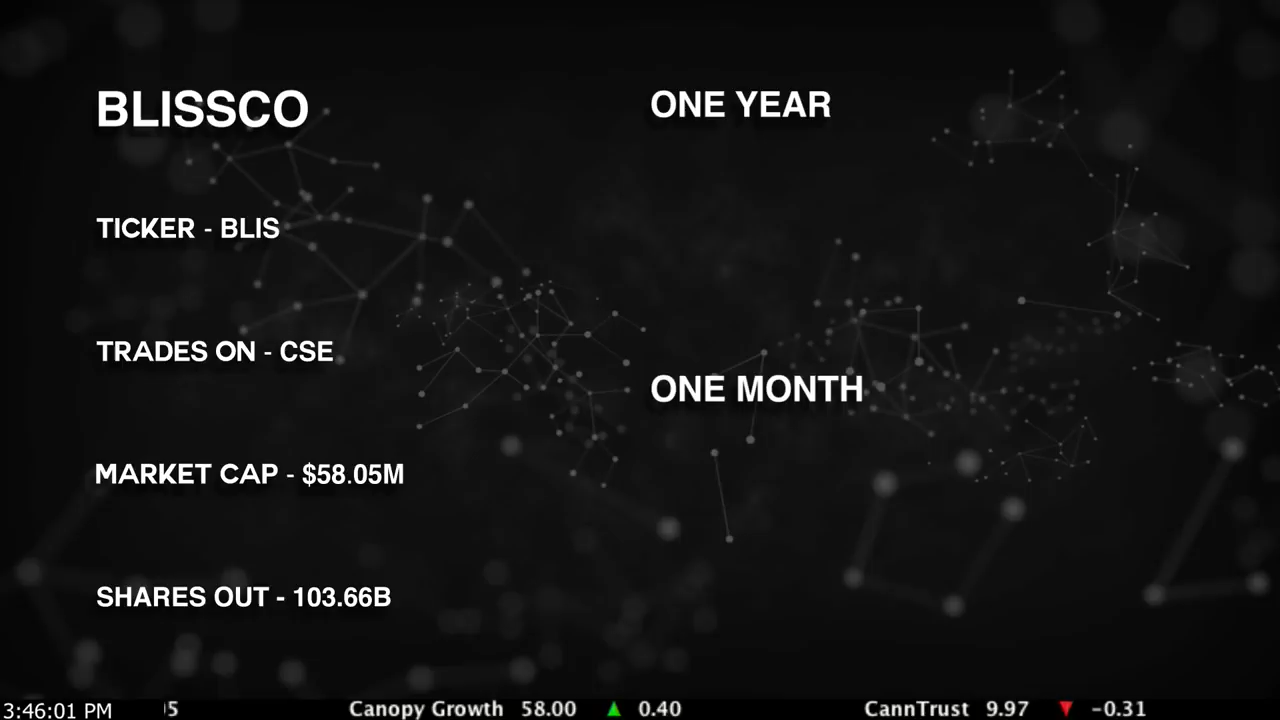 BLISSCO
TICKER - BLIS
TRADES ON - CSE
MARKET CAP - $58.05M
SHARES OUT - 103.66B
ONE YEAR
ONE MONTH
3:46:01 PM 5 Canopy Growth 58.00 ▲ 0.40 CannTrust 9.97 ▼ -0.31